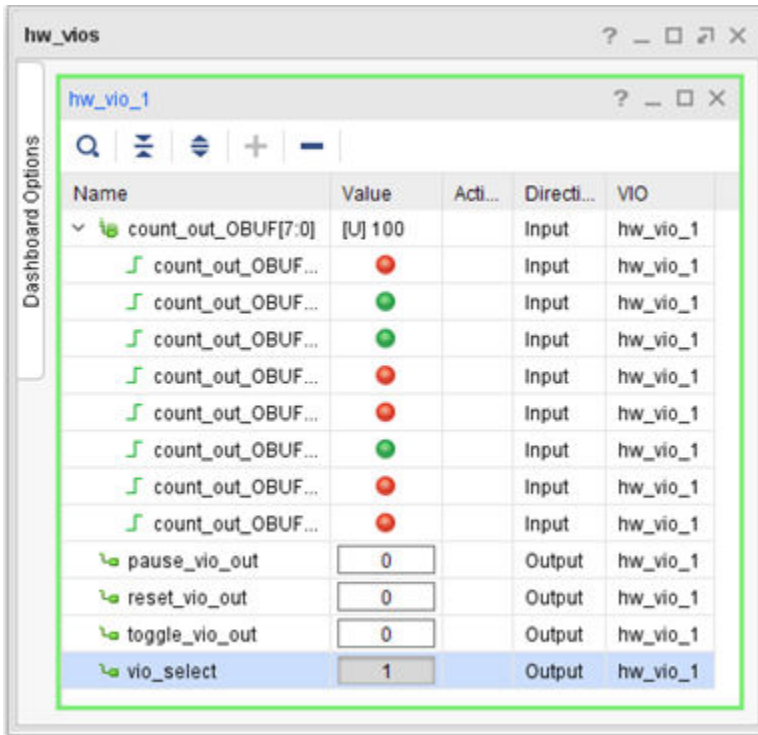 hw_vios
Dashboard Options
hw_vio_1
Name Value Acti... Directi... VIO
count_out_OBUF[7:0] [U] 100 Input hw_vio_1
count_out_OBUF... Input hw_vio_1
count_out_OBUF... Input hw_vio_1
count_out_OBUF... Input hw_vio_1
count_out_OBUF... Input hw_vio_1
count_out_OBUF... Input hw_vio_1
count_out_OBUF... Input hw_vio_1
count_out_OBUF... Input hw_vio_1
count_out_OBUF... Input hw_vio_1
pause_vio_out 0 Output hw_vio_1
reset_vio_out 0 Output hw_vio_1
toggle_vio_out 0 Output hw_vio_1
vio_select 1 Output hw_vio_1